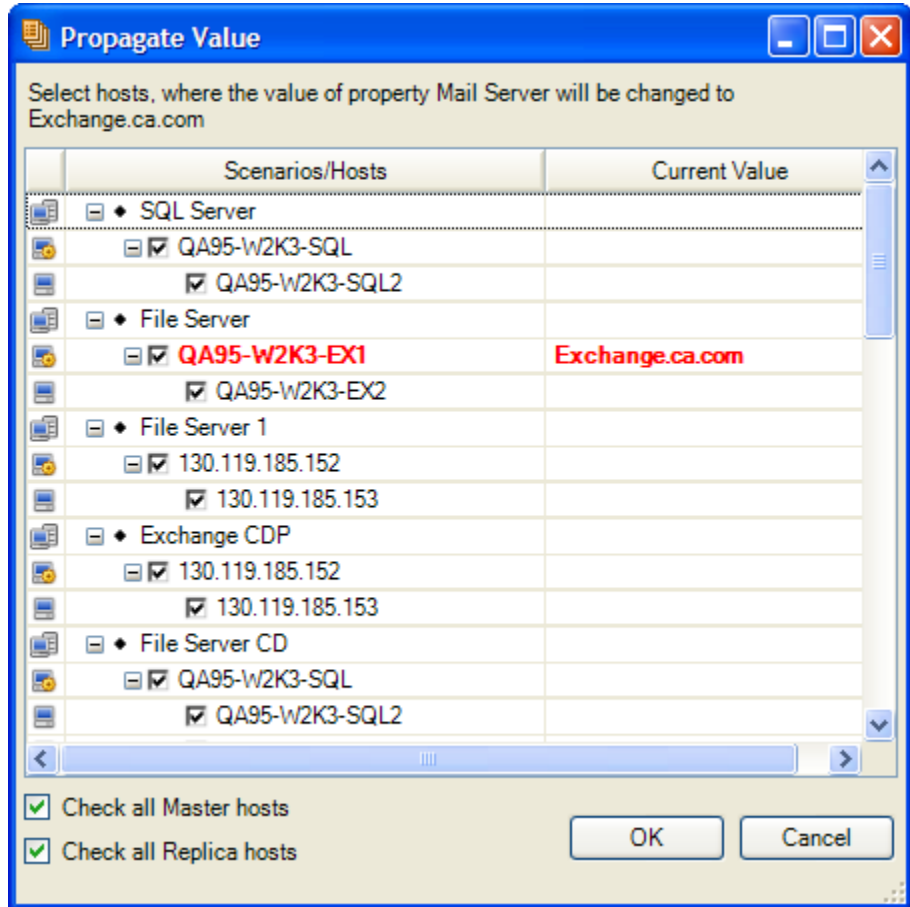 Propagate Value
Select hosts, where the value of property Mail Server will be changed to
Exchange.ca.com
Scenarios/Hosts Current Value
SQL Server
QA95-W2K3-SQL
QA95-W2K3-SQL2
File Server
QA95-W2K3-EX1 Exchange.ca.com
QA95-W2K3-EX2
File Server 1
130.119.185.152
130.119.185.153
Exchange CDP
130.119.185.152
130.119.185.153
File Server CD
QA95-W2K3-SQL
QA95-W2K3-SQL2
Check all Master hosts
Check all Replica hosts
OK Cancel